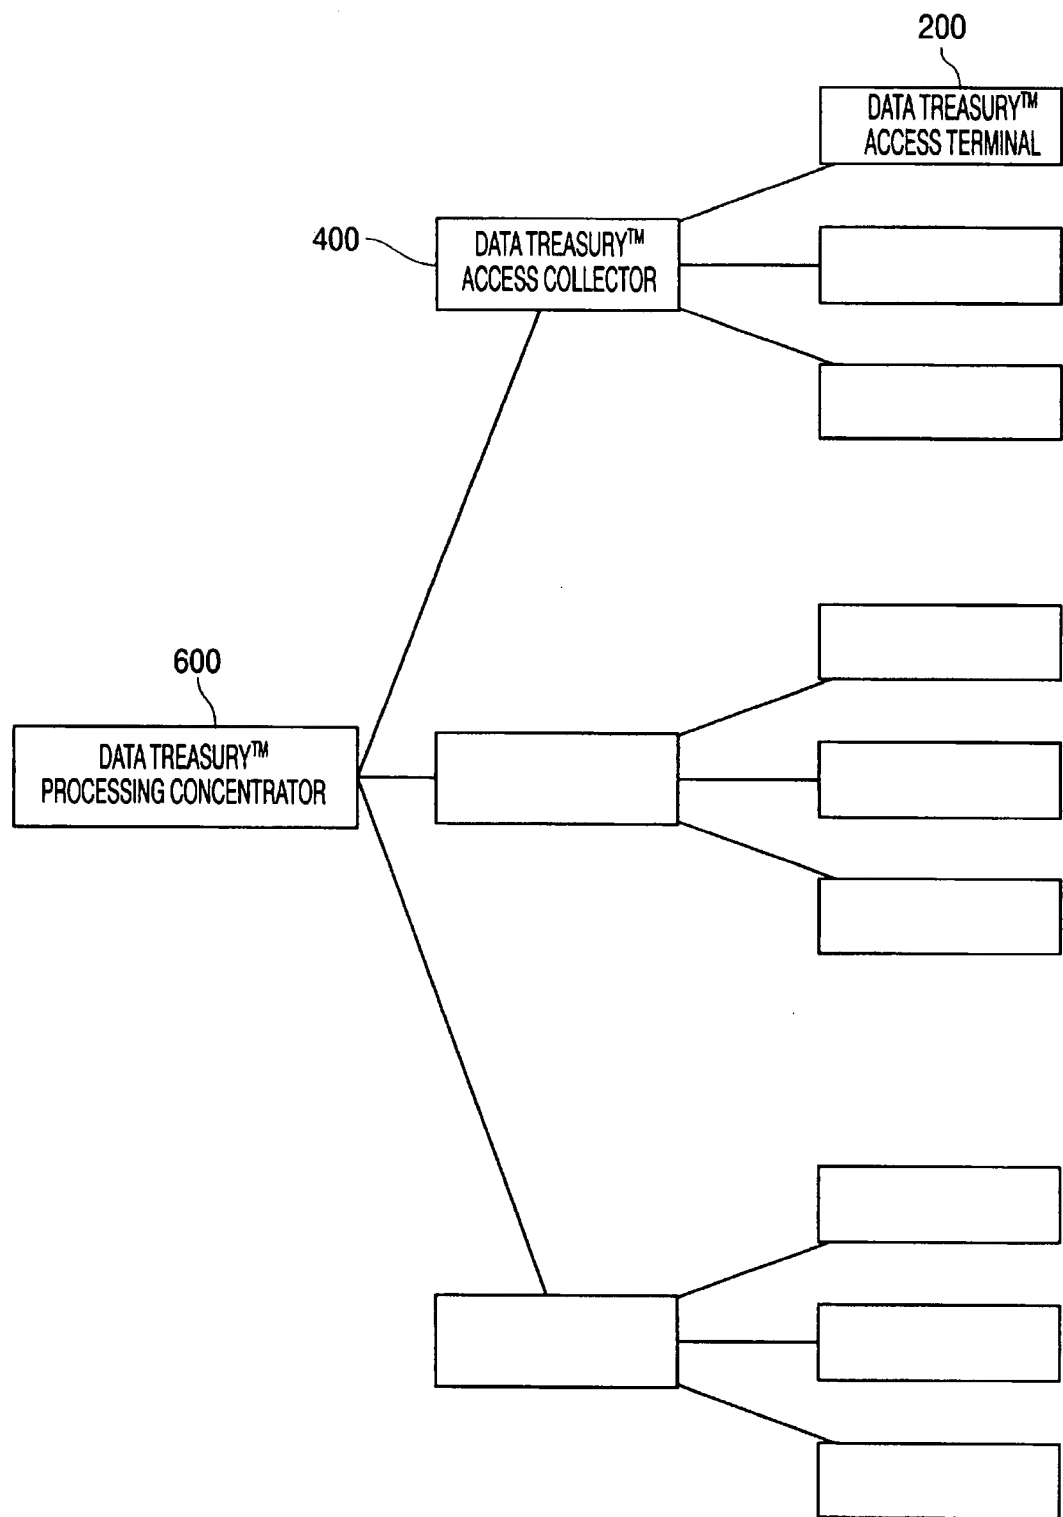 200
DATA TREASURY™
ACCESS TERMINAL
400
DATA TREASURY™
ACCESS COLLECTOR
600
DATA TREASURY™
PROCESSING CONCENTRATOR